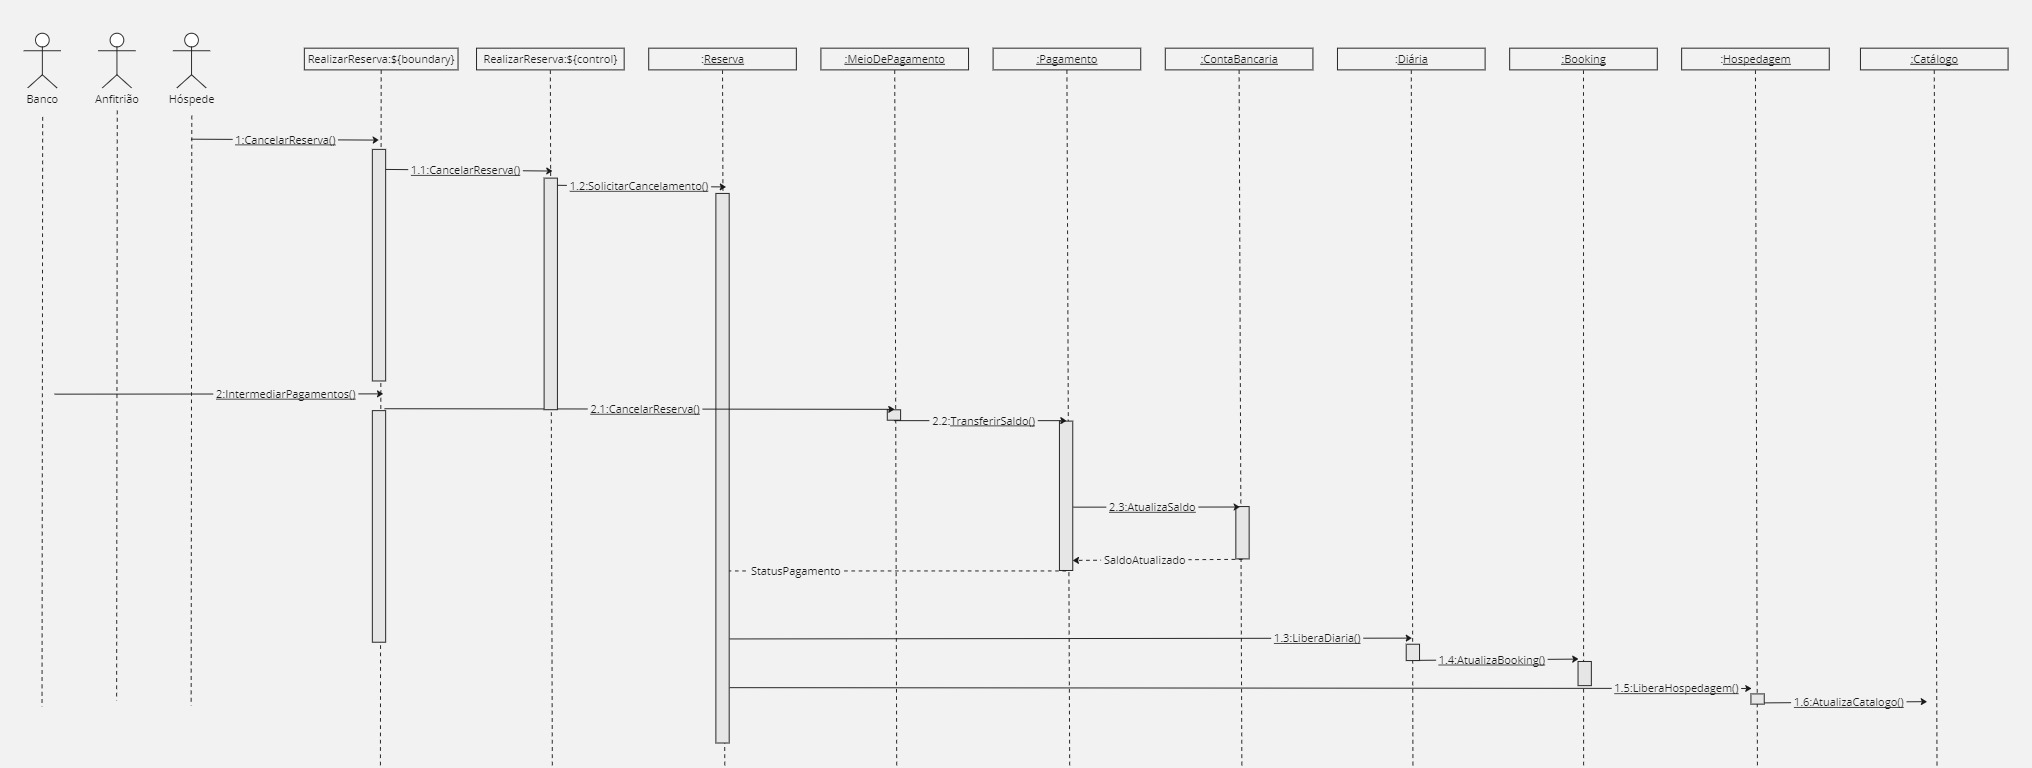 RealizarReserva:${boundary}
RealizarReserva:${control}
:Reserva
:MeioDePagamento
:Pagamento
:ContaBancaria
:Diária
:Booking
:Hospedagem
:Catálogo
Banco
Anfitrião
Hóspede
1:CancelarReserva()
1.1:CancelarReserva()
1.2:SolicitarCancelamento()
2:IntermediarPagamentos()
2.1:CancelarReserva()
2.2:TransferirSaldo()
2.3:AtualizaSaldo
SaldoAtualizado
StatusPagamento
1.3:LiberaDiaria()
1.4:AtualizaBooking()
1.5:LiberaHospedagem()
1.6:AtualizaCatalogo()